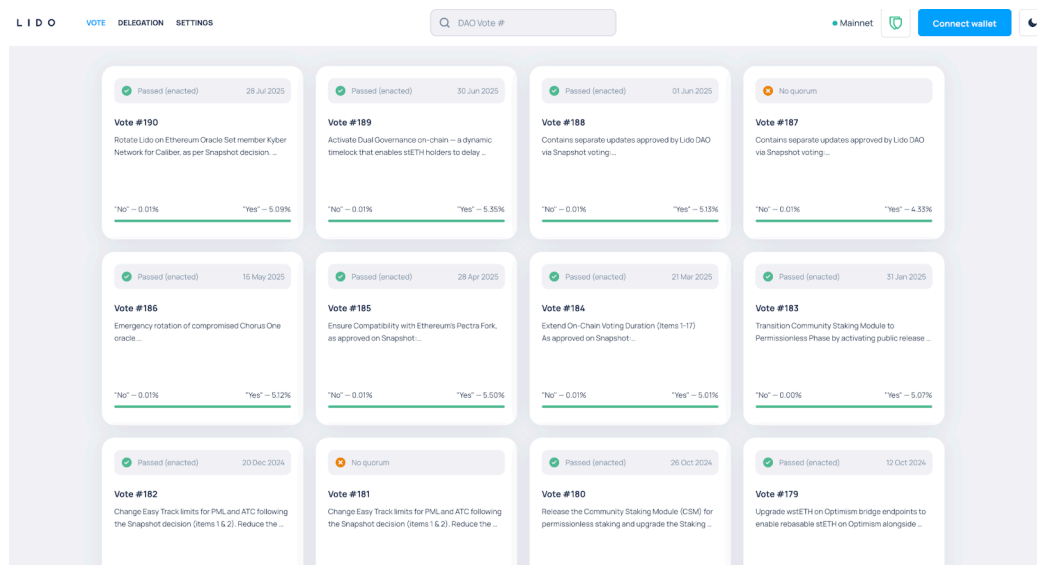 LIDO VOTE DELEGATION SETTINGS DAO Vote # Mainnet Connect wallet
Passed (enacted) 28 Jul 2025
Vote #190
Rotate Lido on Ethereum Oracle Set member Kyber
Network for Caliber, as per Snapshot decision. ...
"No" — 0.01% "Yes" — 5.09%
Passed (enacted) 30 Jun 2025
Vote #189
Activate Dual Governance on-chain — a dynamic
timelock that enables stETH holders to delay ...
"No" — 0.01% "Yes" — 5.35%
Passed (enacted) 01 Jun 2025
Vote #188
Contains separate updates approved by Lido DAO
via Snapshot voting:...
"No" — 0.01% "Yes" — 5.13%
No quorum
Vote #187
Contains separate updates approved by Lido DAO
via Snapshot voting:...
"No" — 0.01% "Yes" — 4.33%
Passed (enacted) 16 May 2025
Vote #186
Emergency rotation of compromised Chorus One
oracle...
"No" — 0.01% "Yes" — 5.12%
Passed (enacted) 28 Apr 2025
Vote #185
Ensure Compatibility with Ethereum's Pectra Fork,
as approved on Snapshot:...
"No" — 0.01% "Yes" — 5.50%
Passed (enacted) 21 Mar 2025
Vote #184
Extend On-Chain Voting Duration (Items 1-17)
As approved on Snapshot:...
"No" — 0.01% "Yes" — 5.01%
Passed (enacted) 31 Jan 2025
Vote #183
Transition Community Staking Module to
Permissionless Phase by activating public release ...
"No" — 0.00% "Yes" — 5.07%
Passed (enacted) 20 Dec 2024
Vote #182
Change Easy Track limits for PML and ATC following
the Snapshot decision (items 1 & 2). Reduce the ...
No quorum
Vote #181
Change Easy Track limits for PML and ATC following
the Snapshot decision (items 1 & 2). Reduce the ...
Passed (enacted) 26 Oct 2024
Vote #180
Release the Community Staking Module (CSM) for
permissionless staking and upgrade the Staking ...
Passed (enacted) 12 Oct 2024
Vote #179
Upgrade wstETH on Optimism bridge endpoints to
enable rebasable stETH on Optimism alongside ...